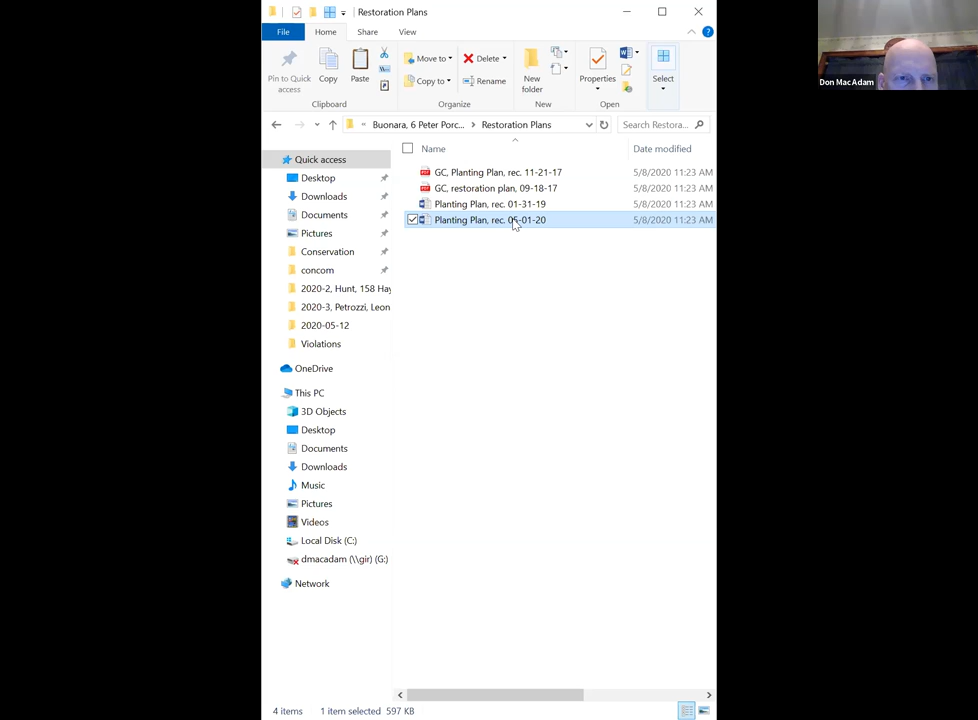 Restoration Plans
File Home Share View
Pin to Quick access
Copy
Paste
Clipboard
Move to
Copy to
Delete
Rename
Organize
New folder
New
Properties
Open
Select
« Buonara, 6 Peter Porc... > Restoration Plans
Search Restora...
Name Date modified
GC, Planting Plan, rec. 11-21-17 5/8/2020 11:23 AM
GC, restoration plan, 09-18-17 5/8/2020 11:23 AM
Planting Plan, rec. 01-31-19 5/8/2020 11:23 AM
Planting Plan, rec. 05-01-20 5/8/2020 11:23 AM
Quick access
Desktop
Downloads
Documents
Pictures
Conservation
concom
2020-2, Hunt, 158 Hay
2020-3, Petrozzi, Leon
2020-05-12
Violations
OneDrive
This PC
3D Objects
Desktop
Documents
Downloads
Music
Pictures
Videos
Local Disk (C:)
dmacadam (\\gir) (G:)
Network
4 items 1 item selected 597 KB
Don Mac Adam